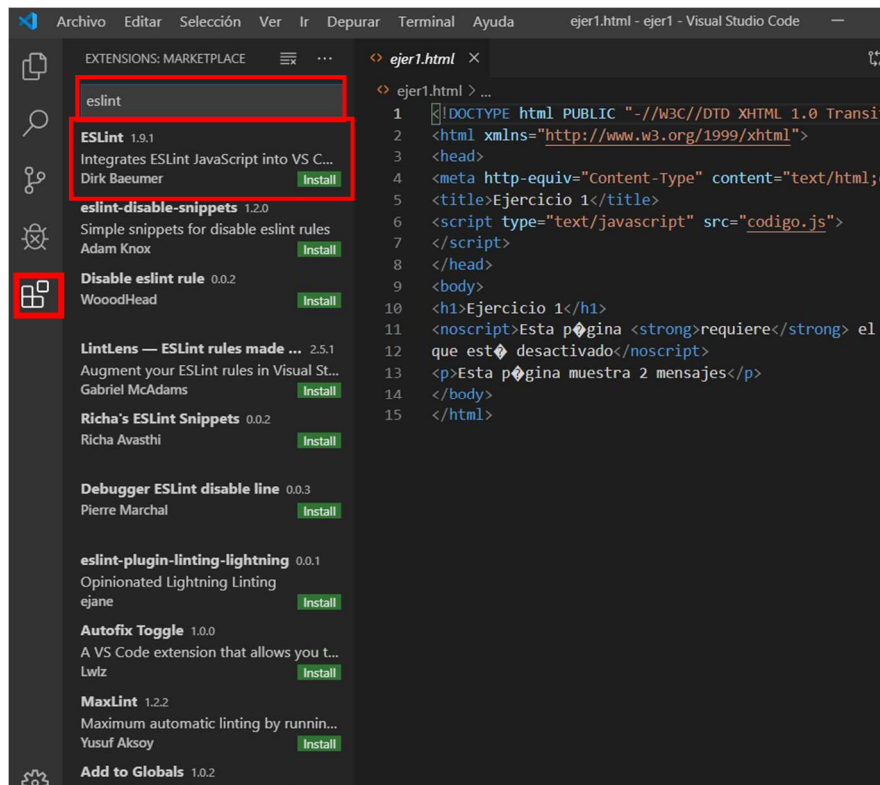 Archivo Editar Selección Ver Ir Depurar Terminal Ayuda ejer1.html - ejer1 - Visual Studio Code
EXTENSIONS: MARKETPLACE
eslint
ESLint 1.9.1
Integrates ESLint JavaScript into VS C...
Dirk Baeumer Install
eslint-disable-snippets 1.2.0
Simple snippets for disable eslint rules
Adam Knox Install
Disable eslint rule 0.0.2
WooodHead Install
LintLens — ESLint rules made ... 2.5.1
Augment your ESLint rules in Visual St...
Gabriel McAdams Install
Richa's ESLint Snippets 0.0.2
Richa Avasthi Install
Debugger ESLint disable line 0.0.3
Pierre Marchal Install
eslint-plugin-linting-lightning 0.0.1
Opinionated Lightning Linting
ejane Install
Autofix Toggle 1.0.0
A VS Code extension that allows you t...
Lwlz Install
MaxLint 1.2.2
Maximum automatic linting by runnin...
Yusuf Aksoy Install
Add to Globals 1.0.2
ejer1.html
ejer1.html > ...
1 <!DOCTYPE html PUBLIC "-//W3C//DTD XHTML 1.0 Transit
2 <html xmlns="http://www.w3.org/1999/xhtml">
3 <head>
4 <meta http-equiv="Content-Type" content="text/html;
5 <title>Ejercicio 1</title>
6 <script type="text/javascript" src="codigo.js">
7 </script>
8 </head>
9 <body>
10 <h1>Ejercicio 1</h1>
11 <noscript>Esta p�gina <strong>requiere</strong> el
12 que est� desactivado</noscript>
13 <p>Esta p�gina muestra 2 mensajes</p>
14 </body>
15 </html>